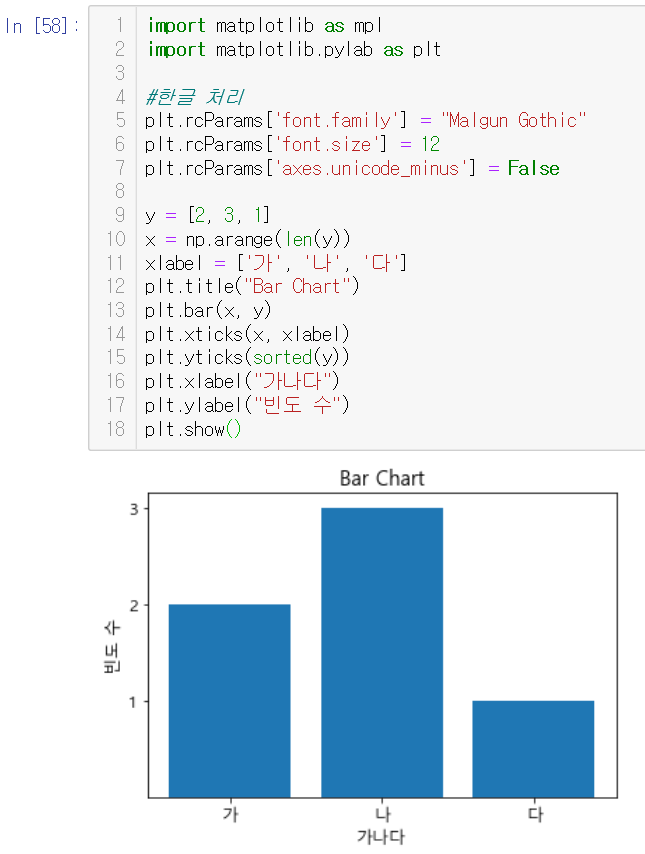 In [58]:
1 import matplotlib as mpl
2 import matplotlib.pylab as plt
3
4 #한글 처리
5 plt.rcParams['font.family'] = "Malgun Gothic"
6 plt.rcParams['font.size'] = 12
7 plt.rcParams['axes.unicode_minus'] = False
8
9 y = [2, 3, 1]
10 x = np.arange(len(y))
11 xlabel = ['가', '나', '다']
12 plt.title("Bar Chart")
13 plt.bar(x, y)
14 plt.xticks(x, xlabel)
15 plt.yticks(sorted(y))
16 plt.xlabel("가나다")
17 plt.ylabel("빈도 수")
18 plt.show()
Bar Chart
3
2
1
빈도 수
가 나 다
가나다